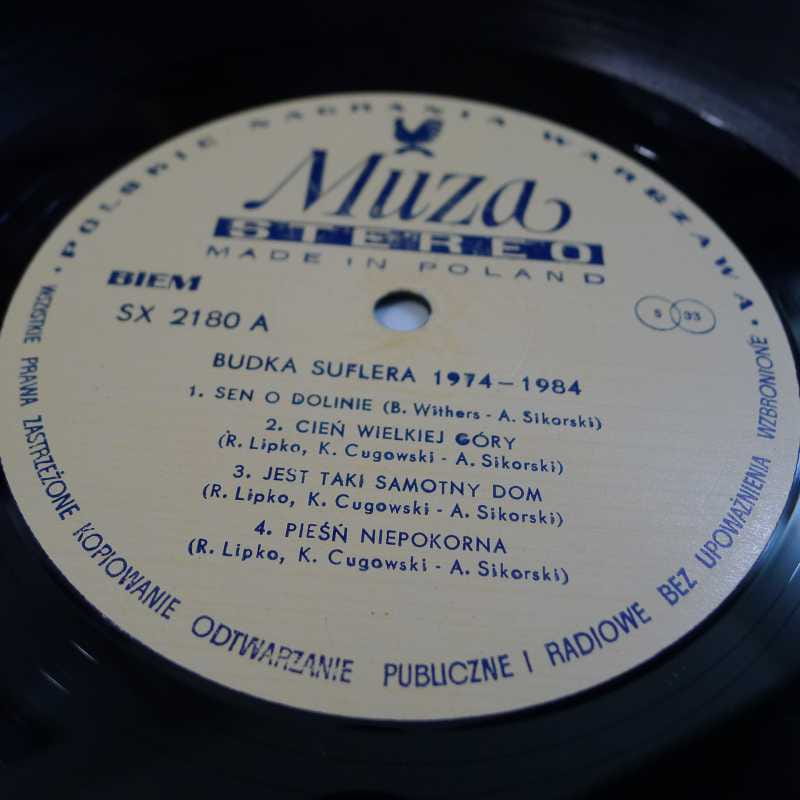 • POLSKIE NAGRANIA WARSZAWA •
Muza
STEREO
MADE IN POLAND
BIEM
SX 2180 A
S 33
BUDKA SUFLERA 1974 – 1984
1. SEN O DOLINIE (B. Withers - A. Sikorski)
2. CIEŃ WIELKIEJ GÓRY
(R. Lipko, K. Cugowski - A. Sikorski)
3. JEST TAKI SAMOTNY DOM
(R. Lipko, K. Cugowski - A. Sikorski)
4. PIEŚŃ NIEPOKORNA
(R. Lipko, K. Cugowski - A. Sikorski)
WSZYSTKIE PRAWA ZASTRZEŻONE KOPIOWANIE ODTWARZANIE PUBLICZNE I RADIOWE BEZ UPOWAŻNIENIA WZBRONIONE